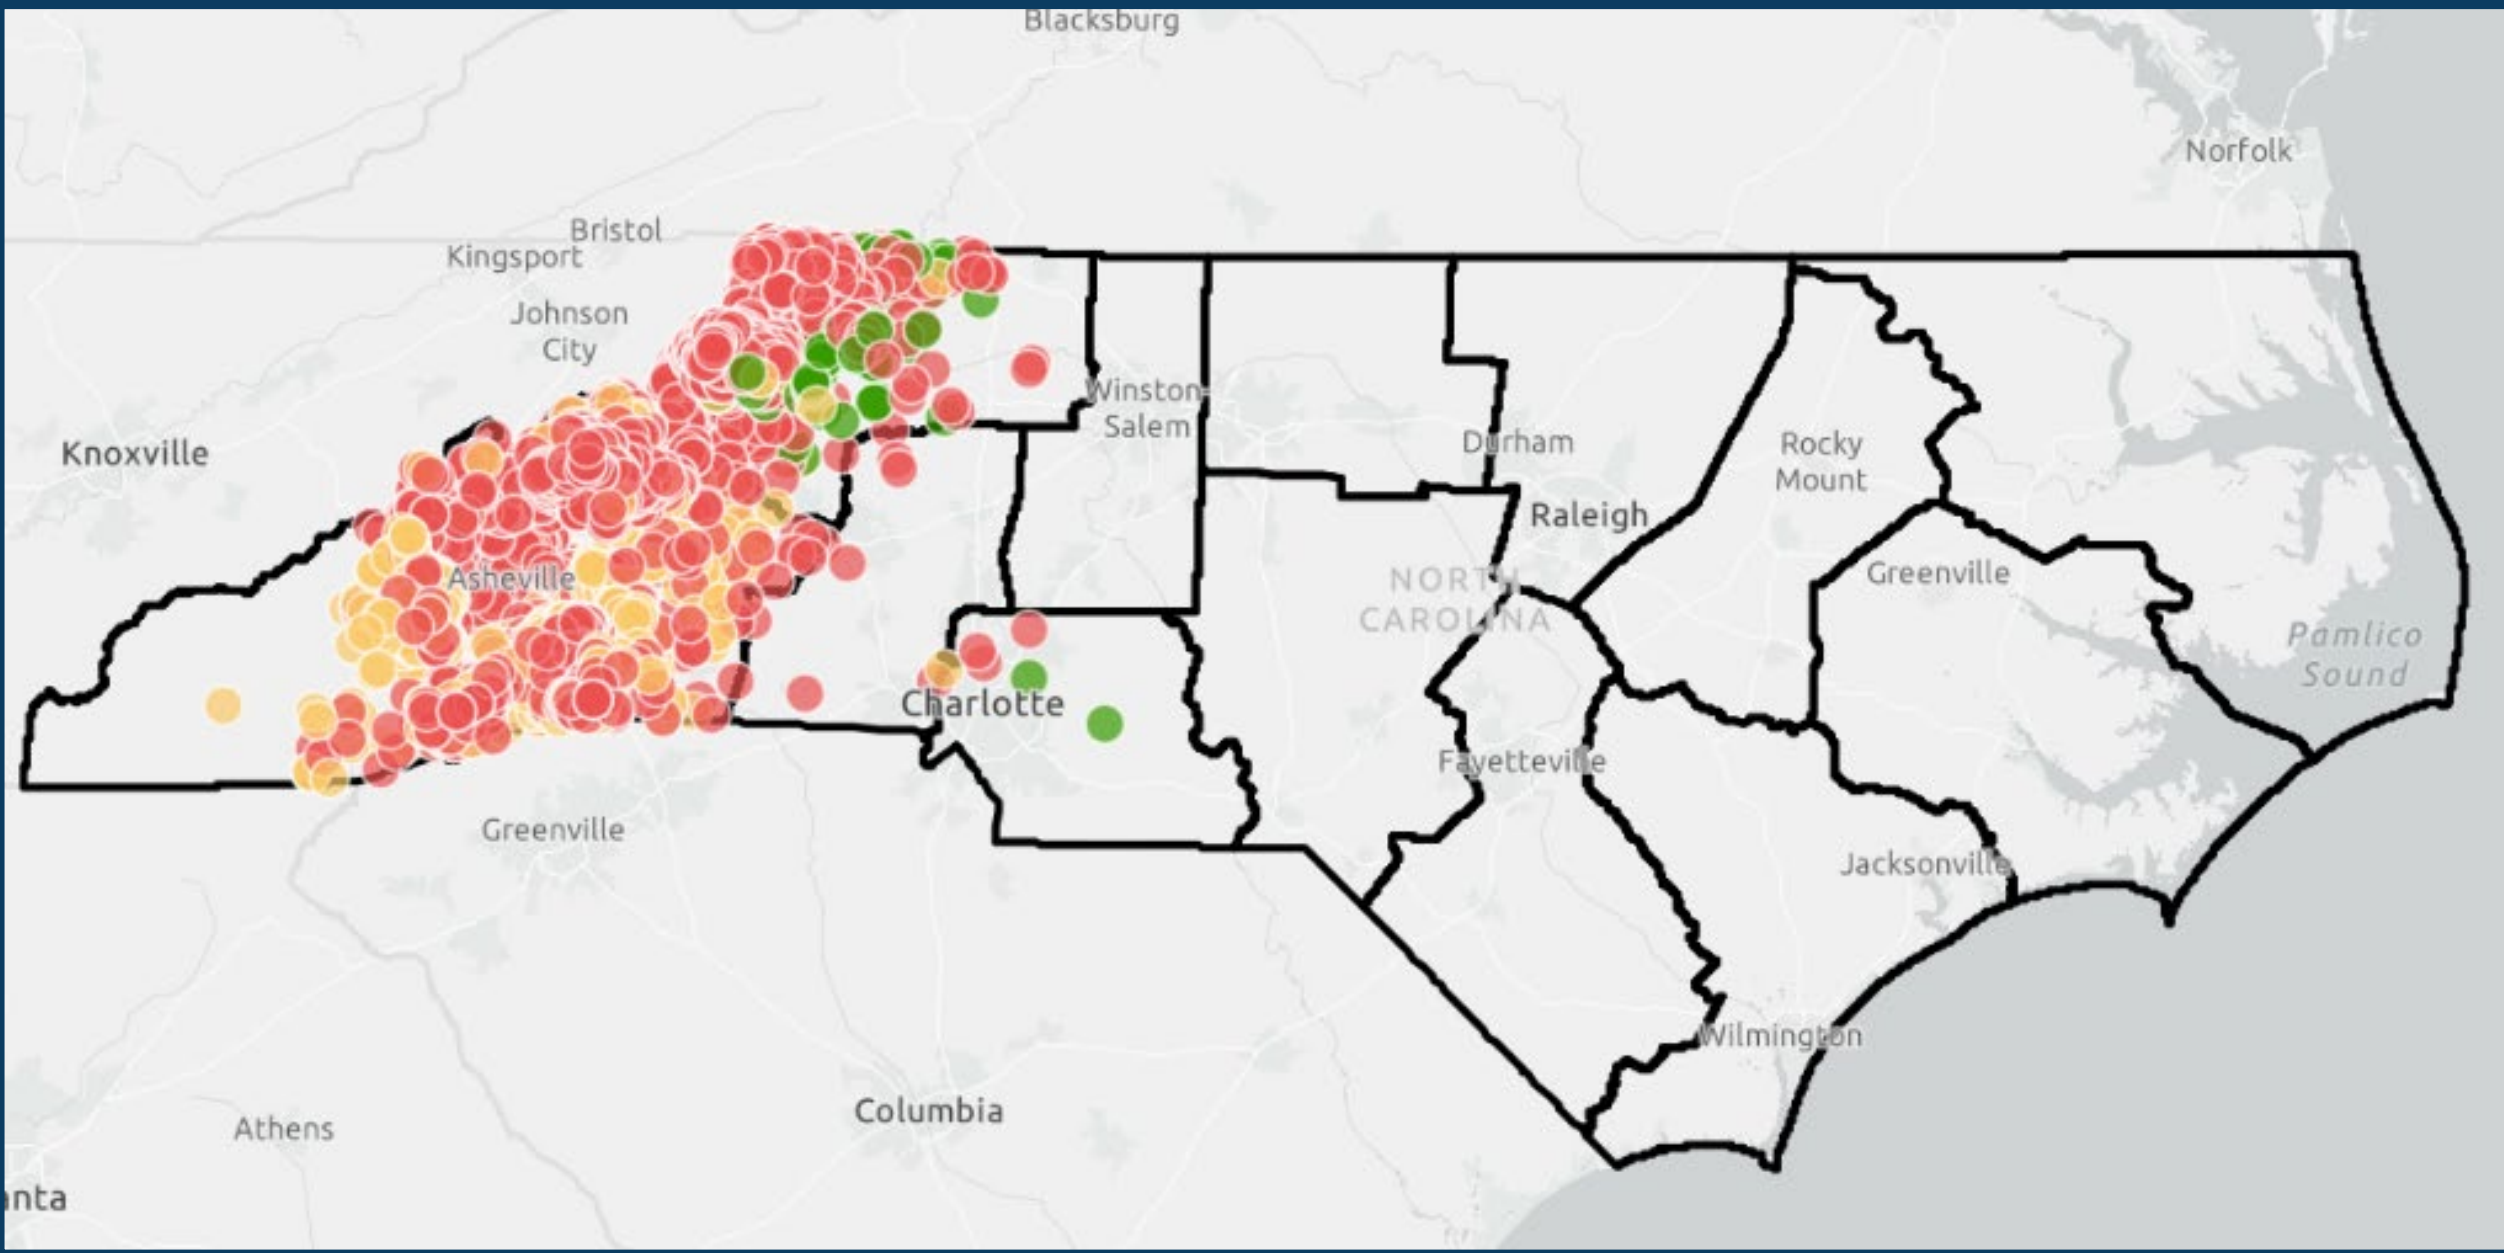 Blacksburg
Norfolk
Bristol
Kingsport
Johnson
City
Winston-
Salem
Knoxville
Durham
Rocky
Mount
Raleigh
Asheville
NORTH
CAROLINA
Greenville
Pamlico
Sound
Charlotte
Fayetteville
Greenville
Jacksonville
Wilmington
Columbia
Athens
anta